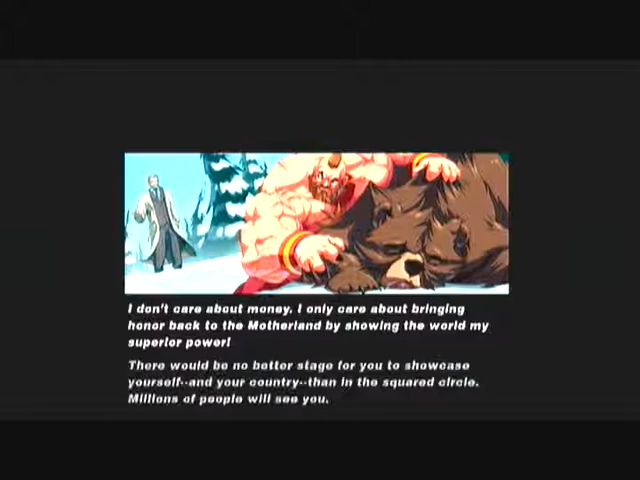 I don't care about money. I only care about bringing
honor back to the Motherland by showing the world my
superior power!
There would be no better stage for you to showcase
yourself--and your country--than in the squared circle.
Millions of people will see you.